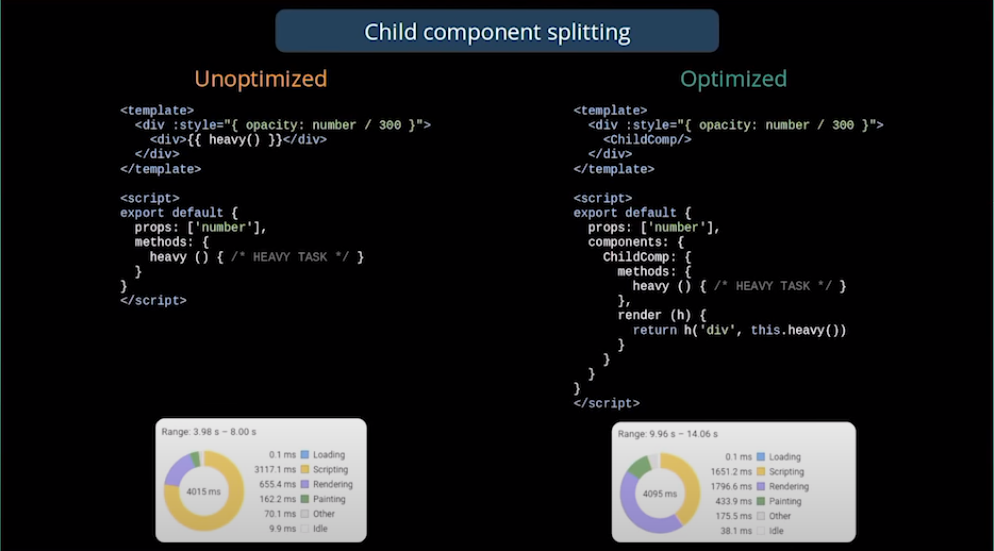 Child component splitting
Unoptimized
<template>
  <div :style="{ opacity: number / 300 }">
    <div>{{ heavy() }}</div>
  </div>
</template>

<script>
export default {
  props: ['number'],
  methods: {
    heavy () { /* HEAVY TASK */ }
  }
}
</script>
Range: 3.98 s – 8.00 s
4015 ms
0.1 ms Loading
3117.1 ms Scripting
655.4 ms Rendering
162.2 ms Painting
70.1 ms Other
9.9 ms Idle
Optimized
<template>
  <div :style="{ opacity: number / 300 }">
    <ChildComp/>
  </div>
</template>

<script>
export default {
  props: ['number'],
  components: {
    ChildComp: {
      methods: {
        heavy () { /* HEAVY TASK */ }
      },
      render (h) {
        return h('div', this.heavy())
      }
    }
  }
}
</script>
Range: 9.96 s – 14.06 s
4095 ms
0.1 ms Loading
1651.2 ms Scripting
1796.6 ms Rendering
433.9 ms Painting
175.5 ms Other
38.1 ms Idle